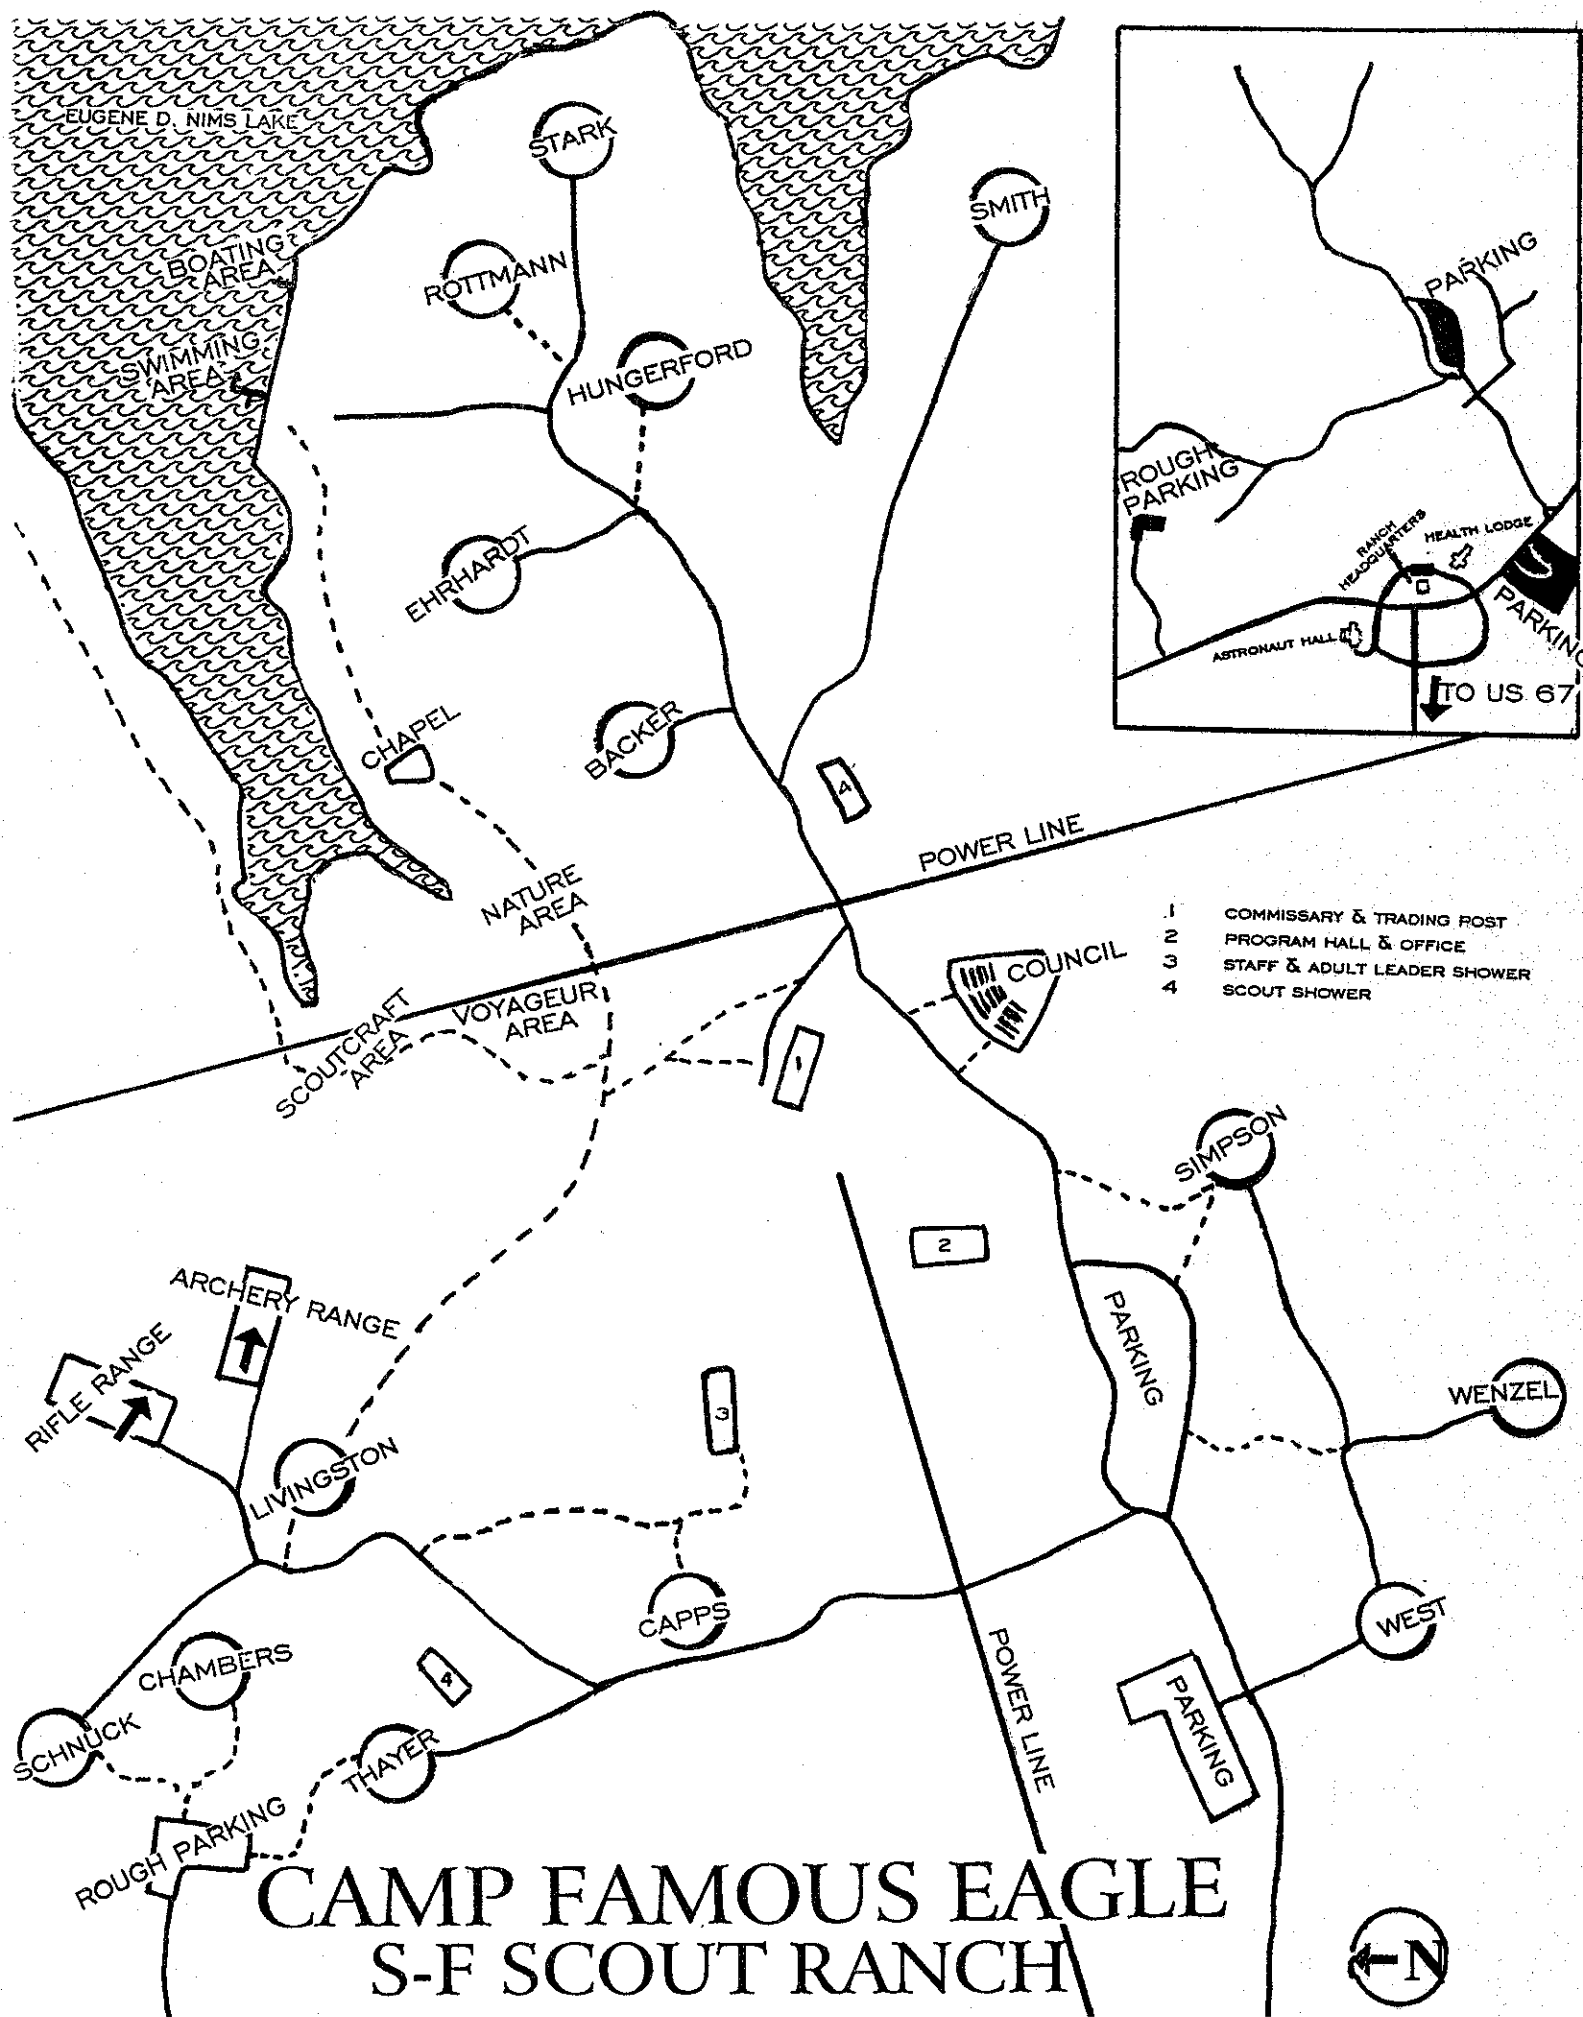 EUGENE D. NIMS LAKE
STARK
SMITH
BOATING
AREA
ROTTMANN
SWIMMING
AREA
HUNGERFORD
EHRHARDT
CHAPEL
BACKER
4
POWER LINE
NATURE
AREA
VOYAGEUR
AREA
SCOUTCRAFT
AREA
COUNCIL
1
PARKING
ROUGH
PARKING
RANCH
HEADQUARTERS
HEALTH LODGE
PARKING
ASTRONAUT HALL
TO US 67
1 COMMISSARY & TRADING POST
2 PROGRAM HALL & OFFICE
3 STAFF & ADULT LEADER SHOWER
4 SCOUT SHOWER
SIMPSON
2
PARKING
ARCHERY RANGE
RIFLE RANGE
3
WENZEL
LIVINGSTON
CAPPS
WEST
CHAMBERS
4
SCHNUCK
THAYER
POWER LINE
PARKING
ROUGH PARKING
CAMP FAMOUS EAGLE
S-F SCOUT RANCH
N